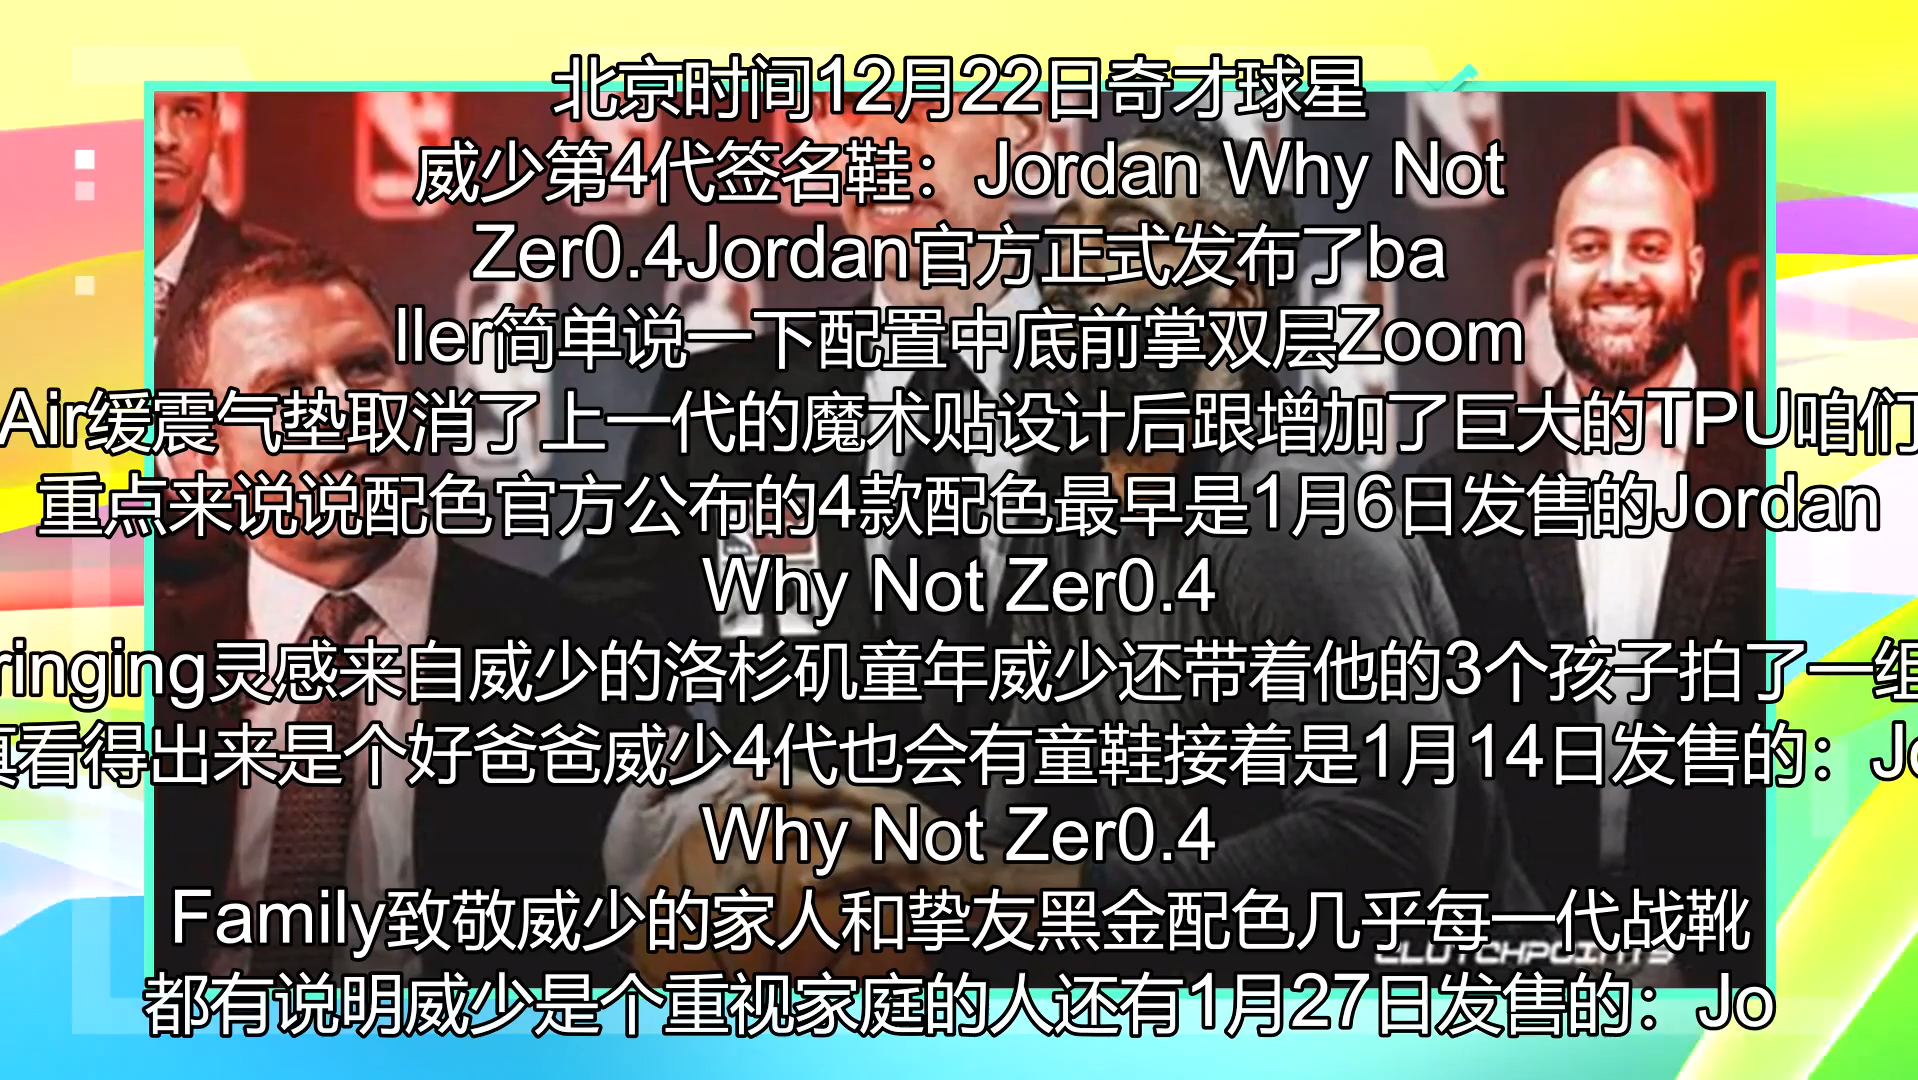 北京时间12月22日奇才球星
威少第4代签名鞋：Jordan Why Not
Zer0.4Jordan官方正式发布了ba
ller简单说一下配置中底前掌双层Zoom
Air缓震气垫取消了上一代的魔术贴设计后跟增加了巨大的TPU咱们
重点来说说配色官方公布的4款配色最早是1月6日发售的Jordan
Why Not Zer0.4
ringing灵感来自威少的洛杉矶童年威少还带着他的3个孩子拍了一组
真看得出来是个好爸爸威少4代也会有童鞋接着是1月14日发售的：Jo
Why Not Zer0.4
Family致敬威少的家人和挚友黑金配色几乎每一代战靴
都有说明威少是个重视家庭的人还有1月27日发售的：Jo
CLUTCHPOINTS